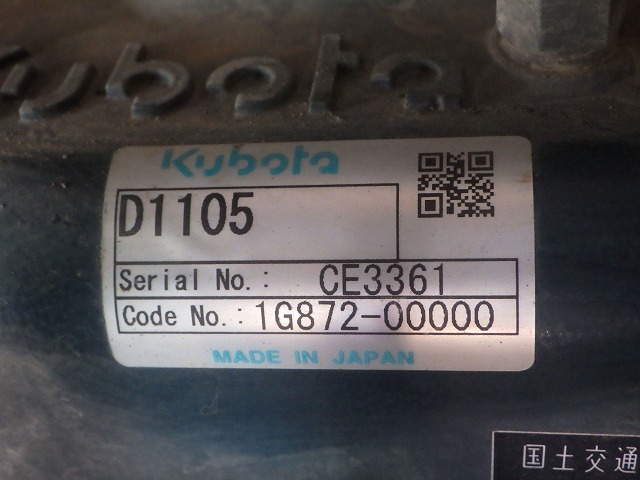 Kubota
Kubota
D1105
Serial No.: CE3361
Code No.: 1G872-00000
MADE IN JAPAN
国土交通